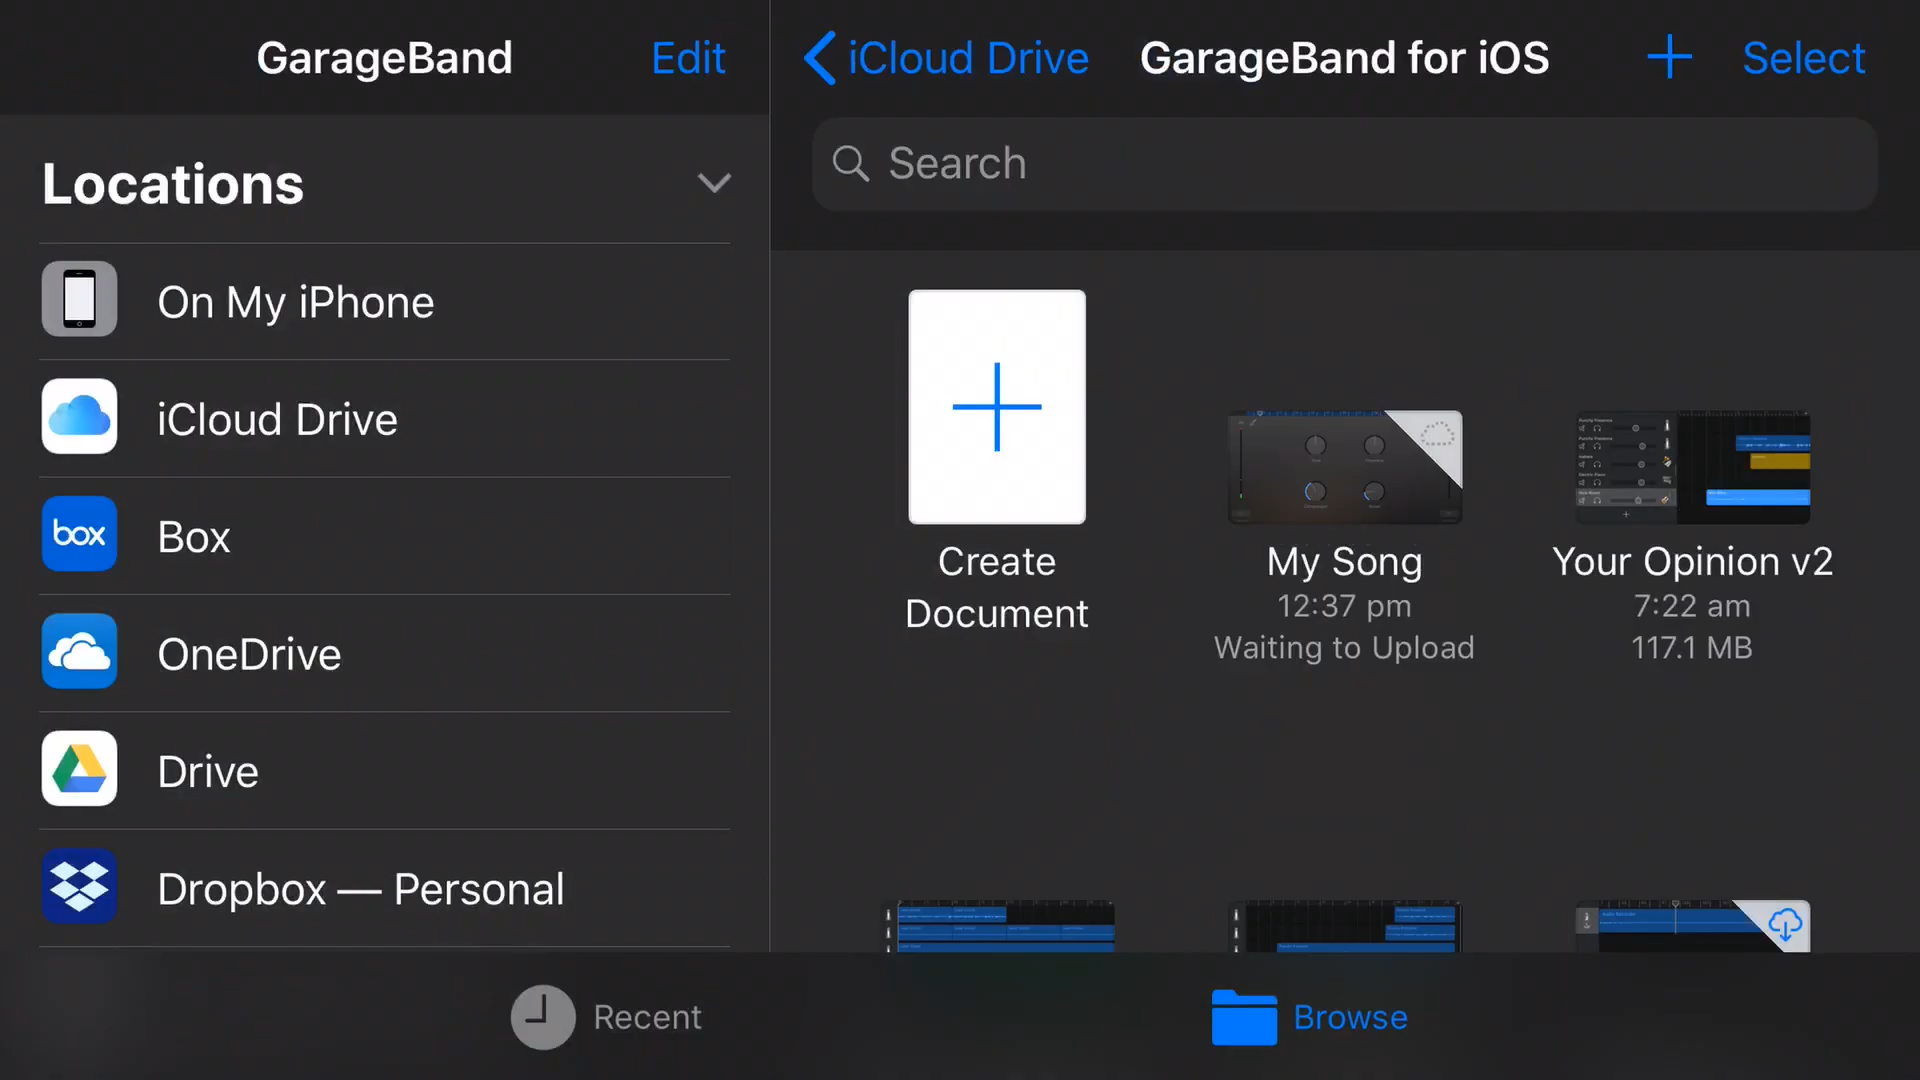 GarageBand
Edit
Locations
On My iPhone
iCloud Drive
box
Box
OneDrive
Drive
Dropbox — Personal
iCloud Drive
GarageBand for iOS
Select
Search
Create
Document
My Song
12:37 pm
Waiting to Upload
Your Opinion v2
7:22 am
117.1 MB
Recent
Browse